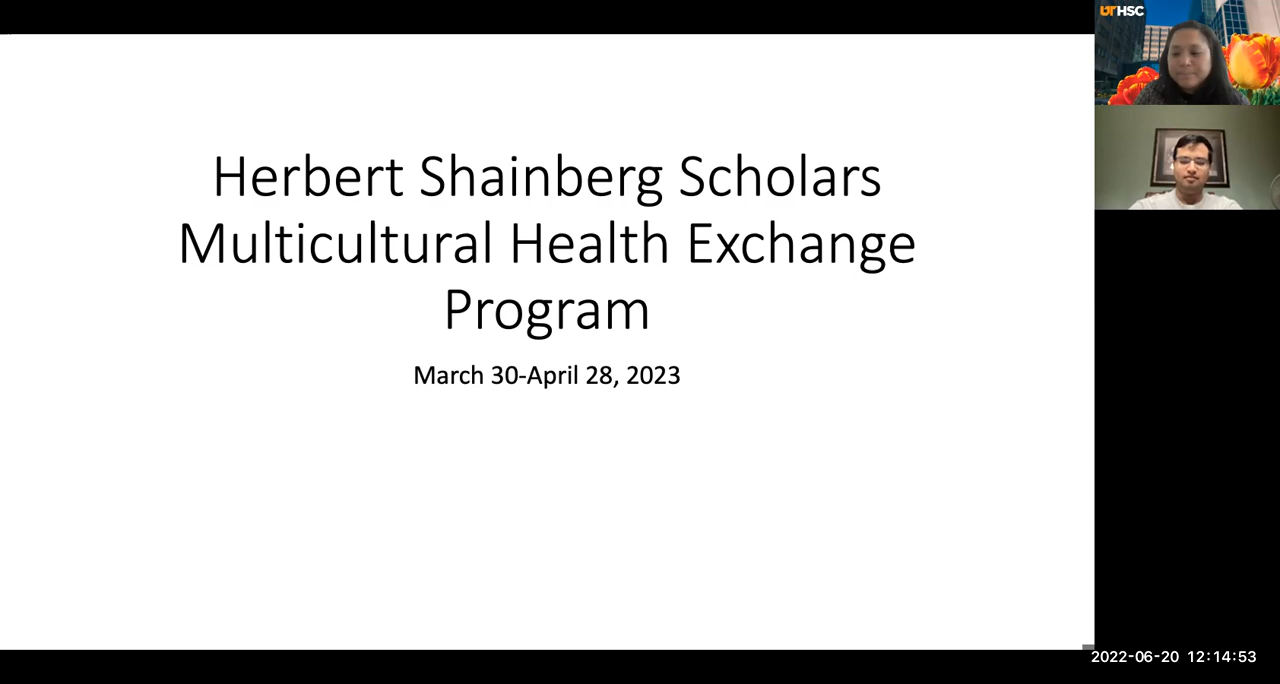 UTHSC
Herbert Shainberg Scholars
Multicultural Health Exchange
Program
March 30-April 28, 2023
2022-06-20 12:14:53